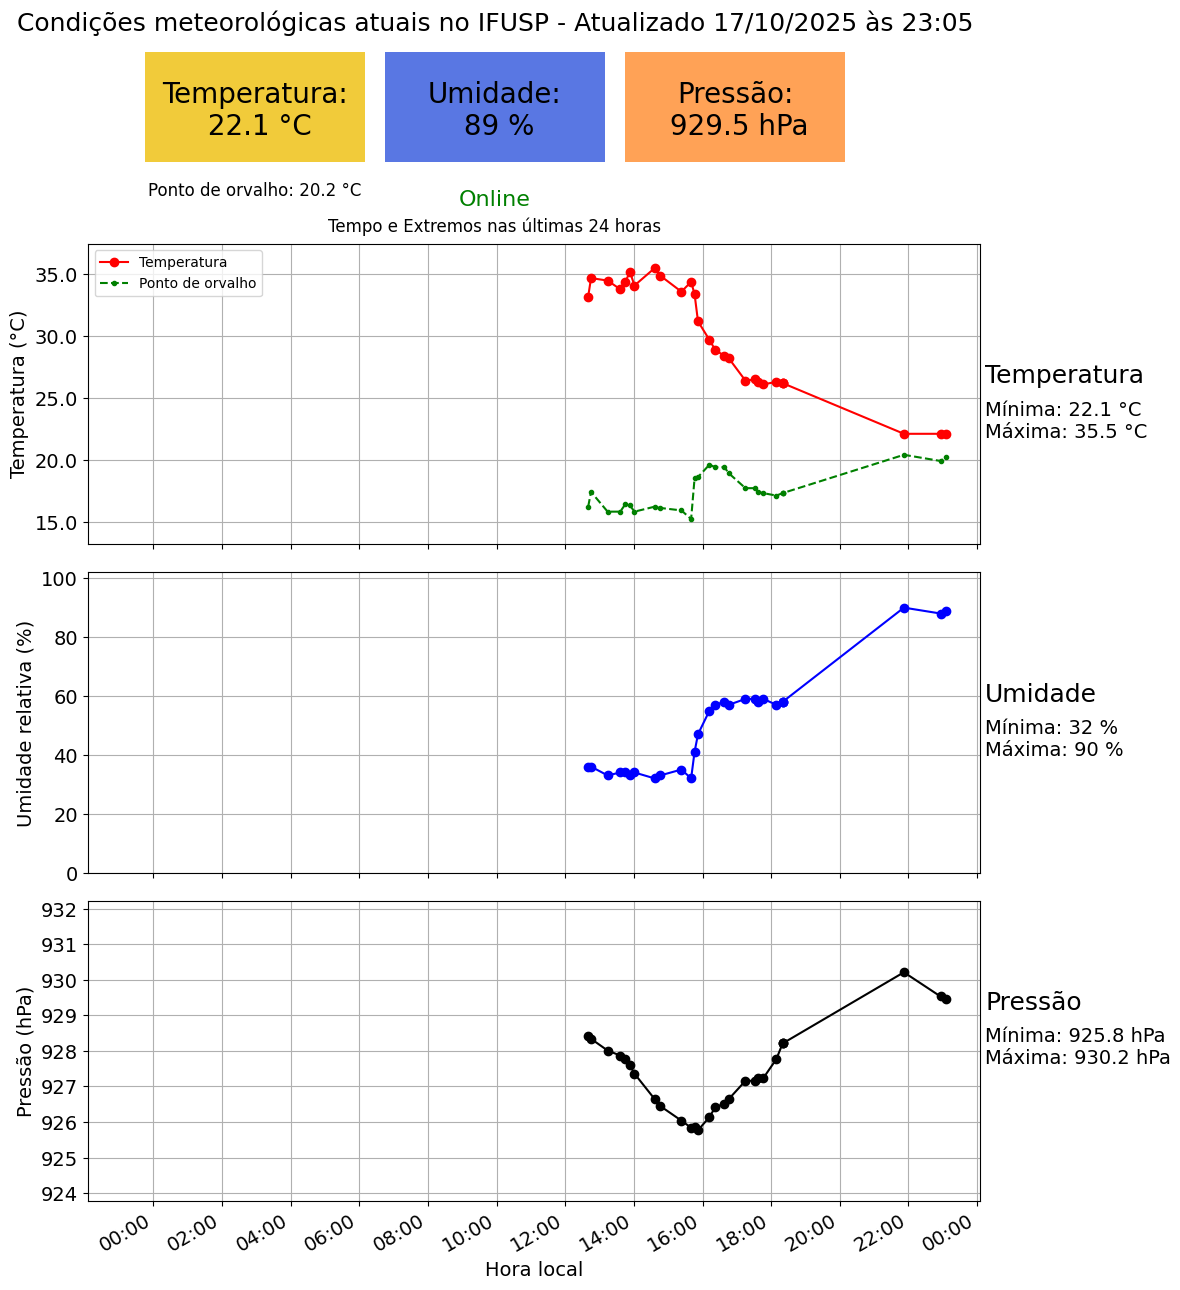 Condições meteorológicas atuais no IFUSP - Atualizado 17/10/2025 às 23:05
Temperatura:
22.1 °C
Umidade:
89 %
Pressão:
929.5 hPa
Ponto de orvalho: 20.2 °C
Online
Tempo e Extremos nas últimas 24 horas
Temperatura
Ponto de orvalho
35.0
30.0
25.0
20.0
15.0
Temperatura (°C)
Temperatura
Mínima: 22.1 °C
Máxima: 35.5 °C
100
80
60
40
20
0
Umidade relativa (%)
Umidade
Mínima: 32 %
Máxima: 90 %
932
931
930
929
928
927
926
925
924
Pressão (hPa)
Pressão
Mínima: 925.8 hPa
Máxima: 930.2 hPa
00:00
02:00
04:00
06:00
08:00
10:00
12:00
14:00
16:00
18:00
20:00
22:00
00:00
Hora local